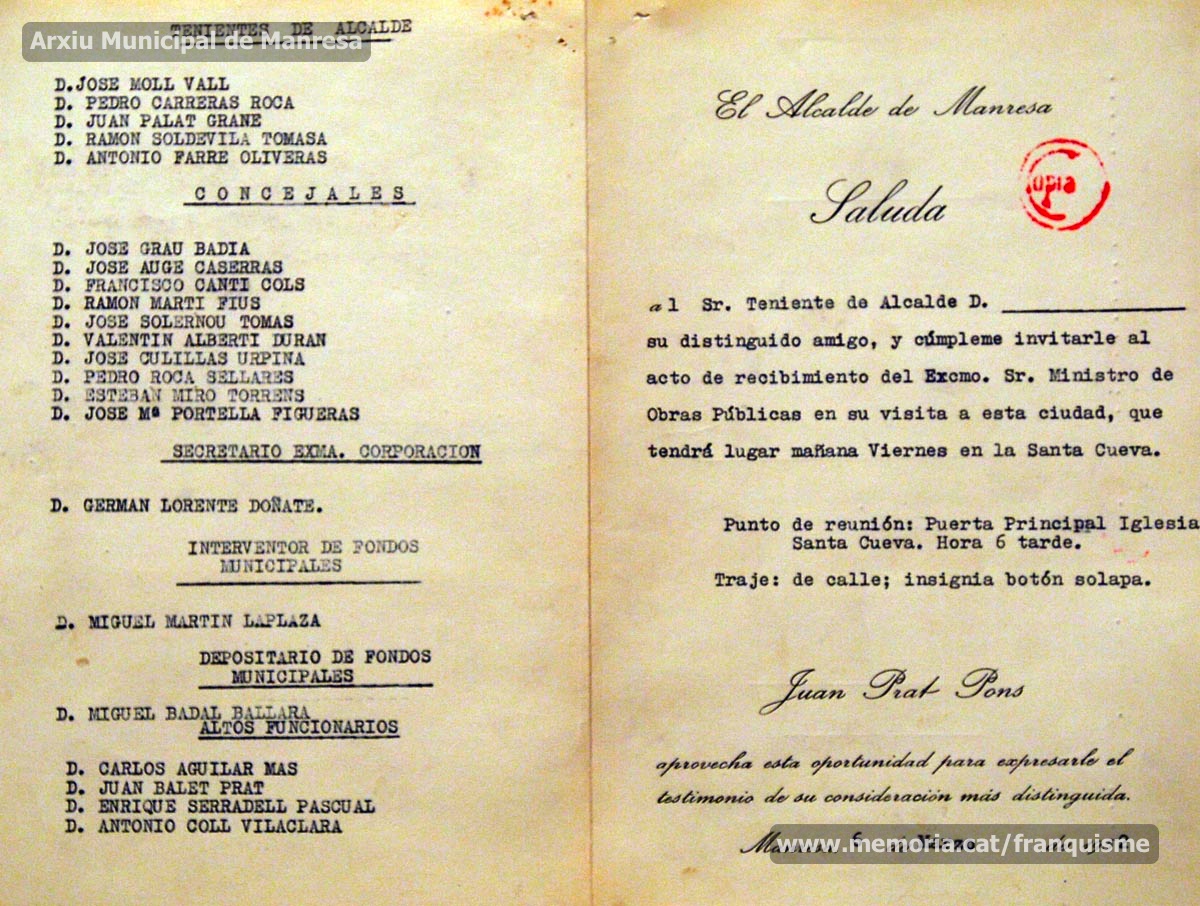 TENIENTES DE ALCALDE
Arxiu Municipal de Manresa
D. JOSE MOLL VALL
D. PEDRO CARRERAS ROCA
D. JUAN PALAT GRANE
D. RAMON SOLDEVILA TOMASA
D. ANTONIO FARRE OLIVERAS
CONCEJALES
D. JOSE GRAU BADIA
D. JOSE AUGE CASERRAS
D. FRANCISCO CANTI COLS
D. RAMON MARTI FIUS
D. JOSE SOLERNOU TOMAS
D. VALENTIN ALBERTI DURAN
D. JOSE CULILLAS URPINA
D. PEDRO ROCA SELLARES
D. ESTEBAN MIRO TORRENS
D. JOSE Mª PORTELLA FIGUERAS
SECRETARIO EXMA. CORPORACION
D. GERMAN LORENTE DOÑATE.
INTERVENTOR DE FONDOS
MUNICIPALES
D. MIGUEL MARTIN LAPLAZA
DEPOSITARIO DE FONDOS
MUNICIPALES
D. MIGUEL BADAL BALLARA
ALTOS FUNCIONARIOS
D. CARLOS AGUILAR MAS
D. JUAN BALET PRAT
D. ENRIQUE SERRADELL PASCUAL
D. ANTONIO COLL VILACLARA
El Alcalde de Manresa
Copia
Saluda
al Sr. Teniente de Alcalde D.
su distinguido amigo, y cúmpleme invitarle al
acto de recibimiento del Excmo. Sr. Ministro de
Obras Públicas en su visita a esta ciudad, que
tendrá lugar mañana Viernes en la Santa Cueva.
Punto de reunión: Puerta Principal Iglesia
Santa Cueva. Hora 6 tarde.
Traje: de calle; insignia botón solapa.
Juan Prat Pons
aprovecha esta oportunidad para expresarle el
testimonio de su consideración más distinguida.
Manresa de Marzo de
www.memoria.cat/franquisme